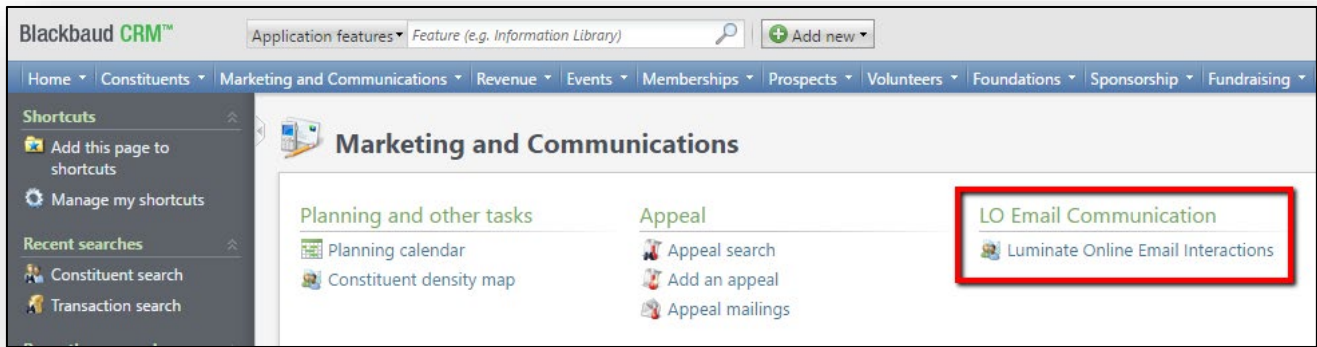 Blackbaud CRM™
Application features Feature (e.g. Information Library) Add new
Home Constituents Marketing and Communications Revenue Events Memberships Prospects Volunteers Foundations Sponsorship Fundraising
Shortcuts
Add this page to
shortcuts
Manage my shortcuts
Recent searches
Constituent search
Transaction search
Marketing and Communications
Planning and other tasks
Planning calendar
Constituent density map
Appeal
Appeal search
Add an appeal
Appeal mailings
LO Email Communication
Luminate Online Email Interactions